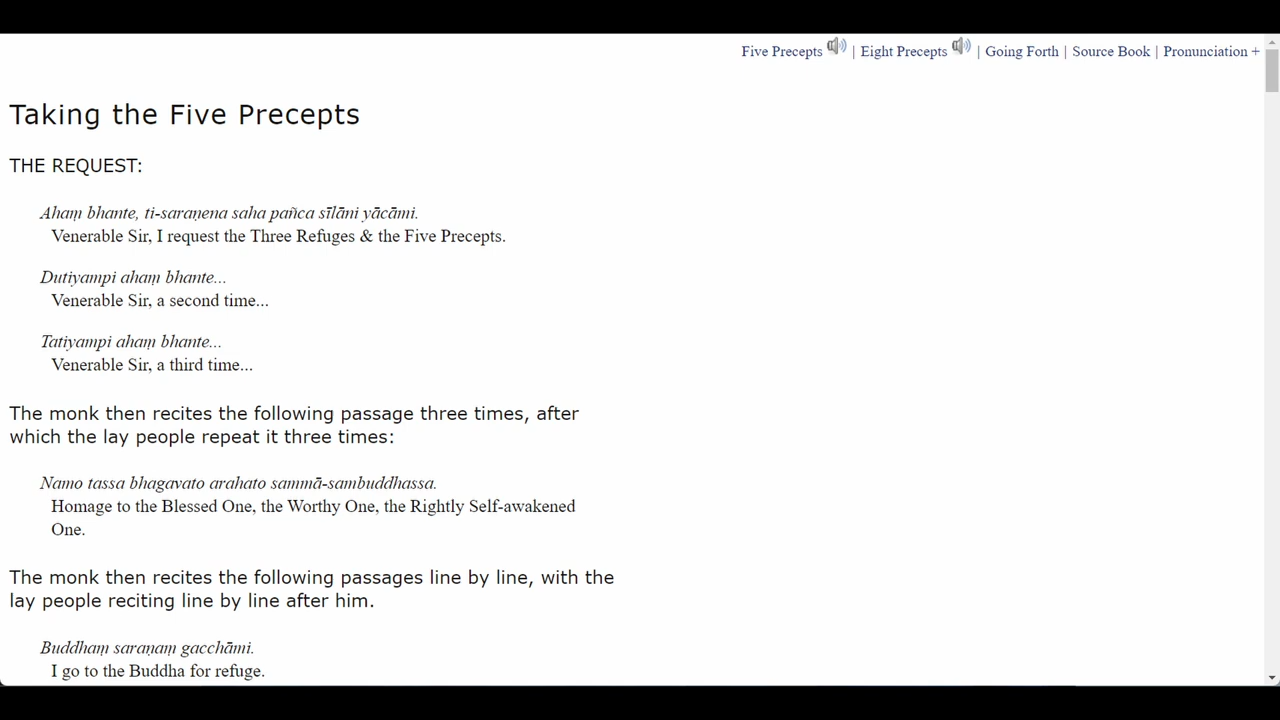 Five Precepts | Eight Precepts | Going Forth | Source Book | Pronunciation +
Taking the Five Precepts
THE REQUEST:
Ahaṃ bhante, ti-saraṇena saha pañca sīlāni yācāmi.
Venerable Sir, I request the Three Refuges & the Five Precepts.
Dutiyampi ahaṃ bhante...
Venerable Sir, a second time...
Tatiyampi ahaṃ bhante...
Venerable Sir, a third time...
The monk then recites the following passage three times, after
which the lay people repeat it three times:
Namo tassa bhagavato arahato sammā-sambuddhassa.
Homage to the Blessed One, the Worthy One, the Rightly Self-awakened
One.
The monk then recites the following passages line by line, with the
lay people reciting line by line after him.
Buddhaṃ saraṇaṃ gacchāmi.
I go to the Buddha for refuge.